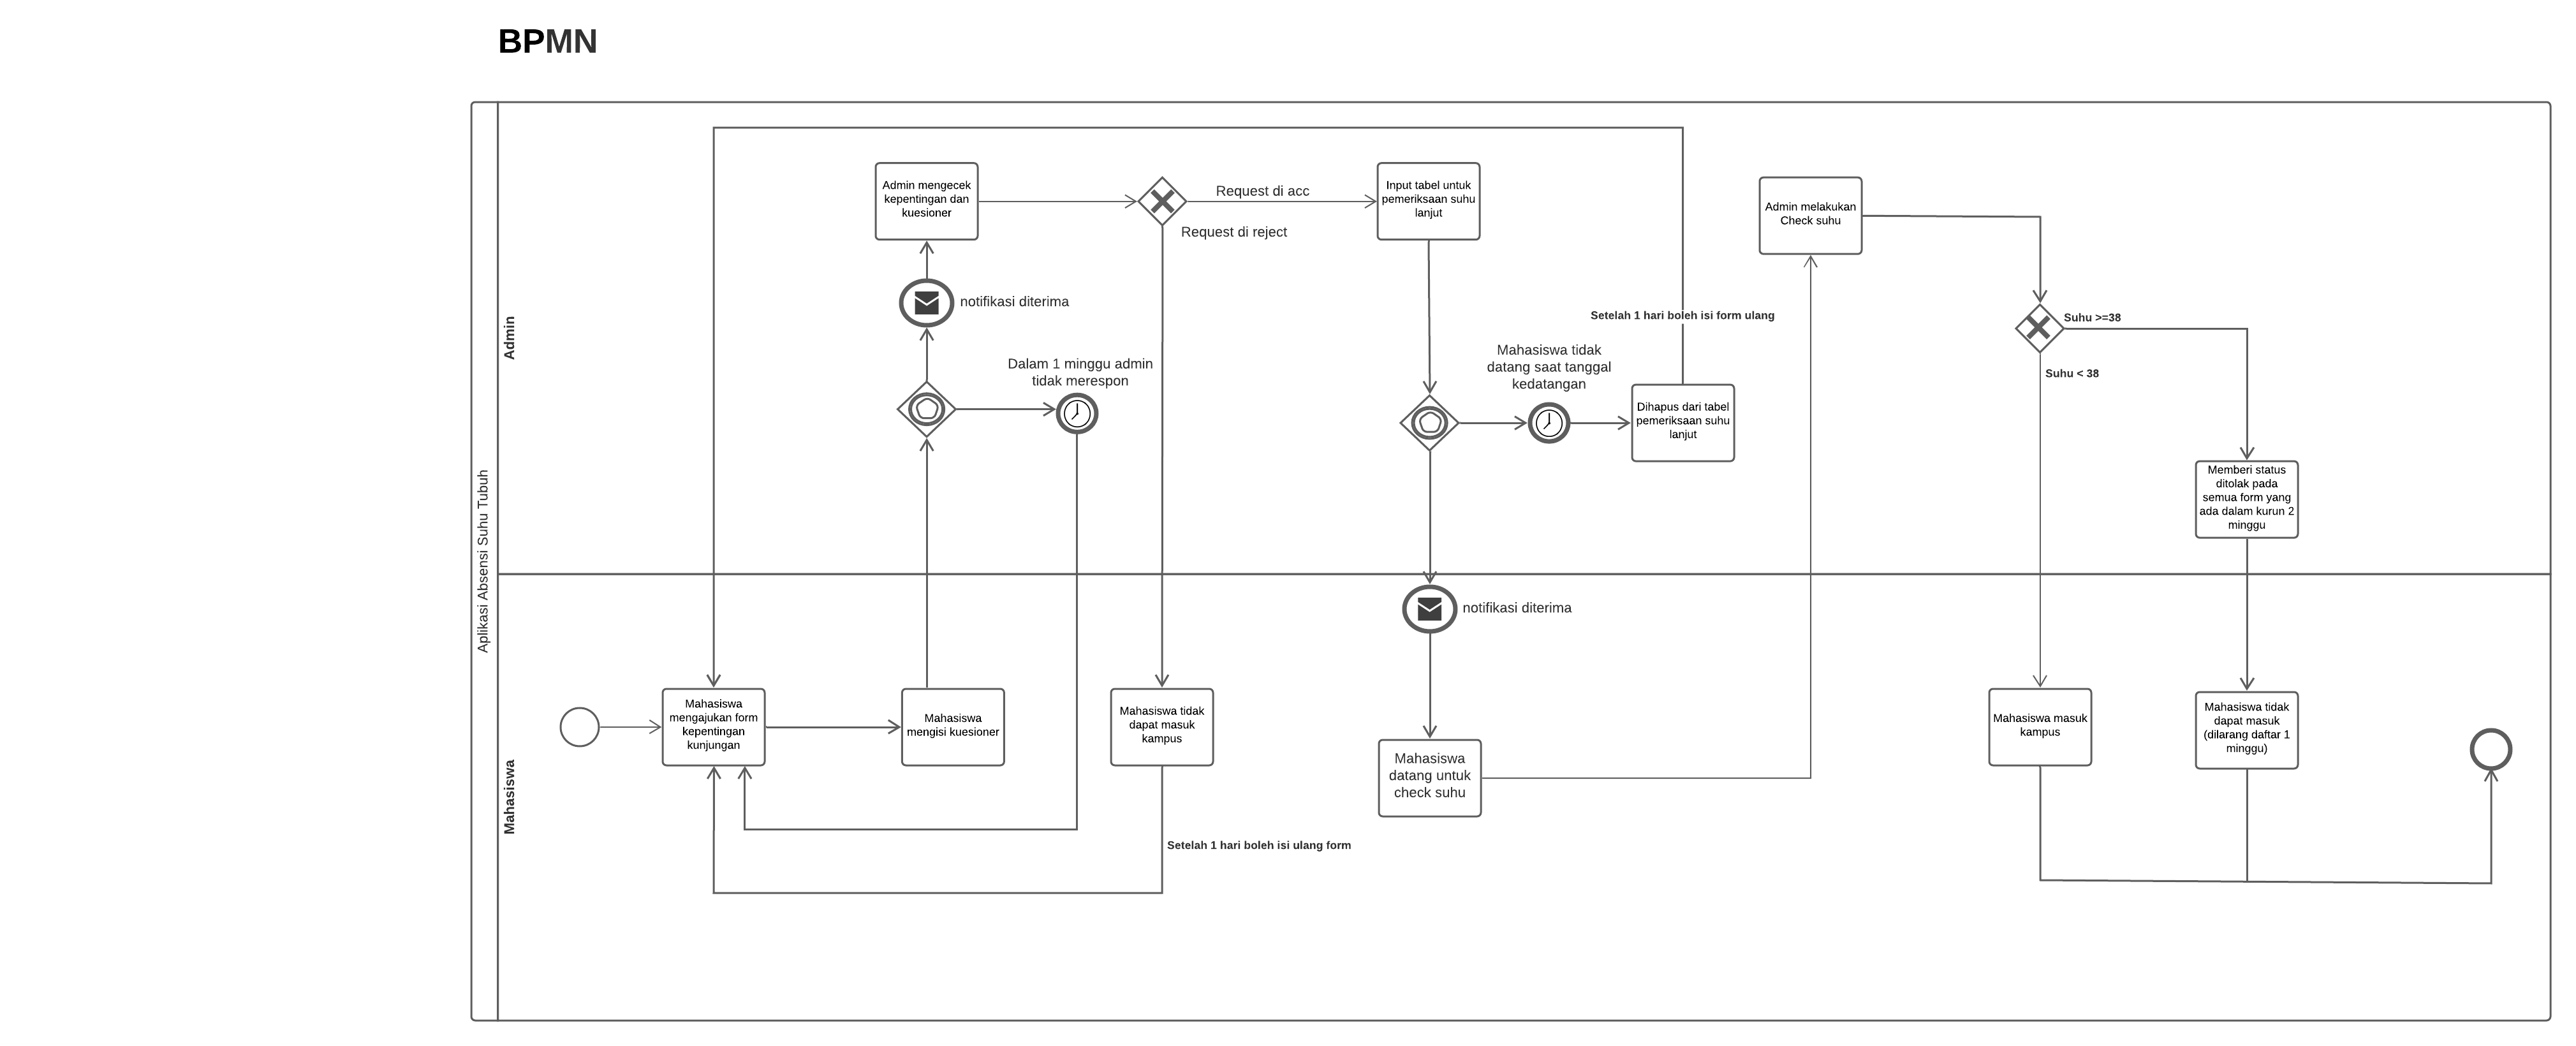 BPMN
Aplikasi Absensi Suhu Tubuh
Admin
Admin mengecek
kepentingan dan
kuesioner
notifikasi diterima
Dalam 1 minggu admin
tidak merespon
Request di acc
Request di reject
Input tabel untuk
pemeriksaan suhu
lanjut
Mahasiswa tidak
datang saat tanggal
kedatangan
Setelah 1 hari boleh isi form ulang
Dihapus dari tabel
pemeriksaan suhu
lanjut
Admin melakukan
Check suhu
Suhu >=38
Suhu < 38
Memberi status
ditolak pada
semua form yang
ada dalam kurun 2
minggu
Mahasiswa
Mahasiswa
mengajukan form
kepentingan
kunjungan
Mahasiswa
mengisi kuesioner
Mahasiswa tidak
dapat masuk
kampus
Setelah 1 hari boleh isi ulang form
notifikasi diterima
Mahasiswa
datang untuk
check suhu
Mahasiswa masuk
kampus
Mahasiswa tidak
dapat masuk
(dilarang daftar 1
minggu)